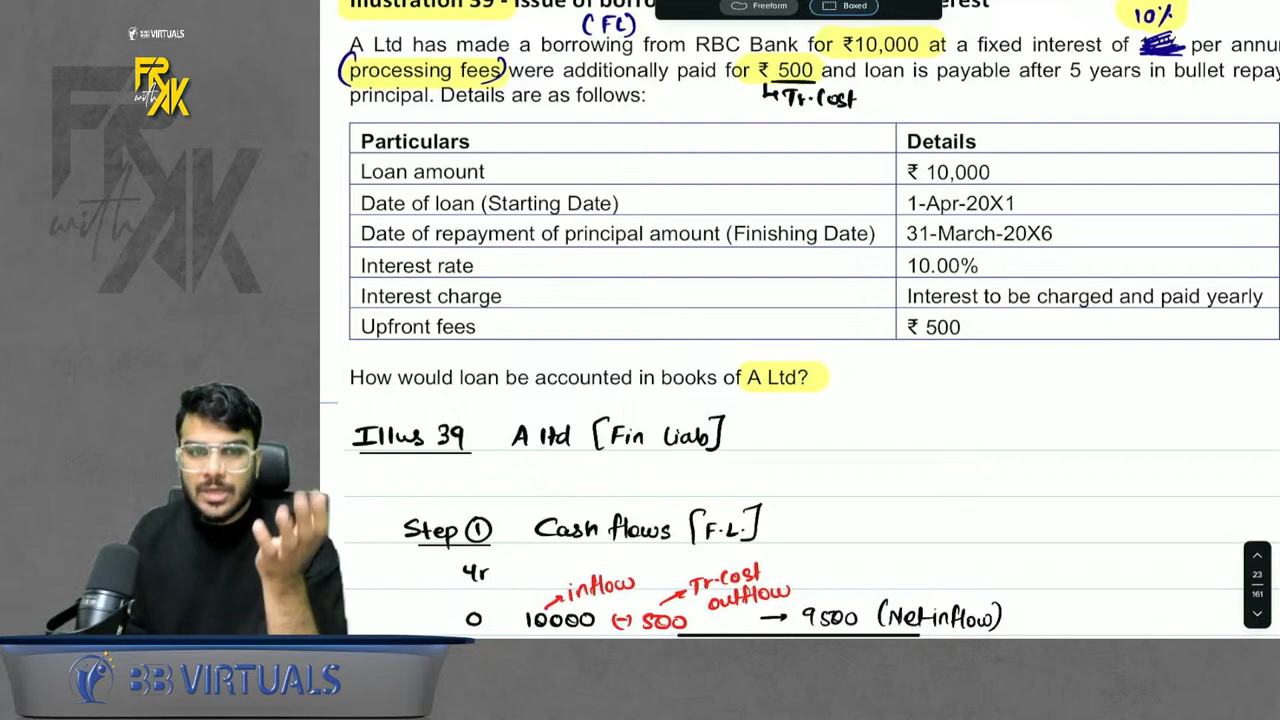 Illustration 39 - Issue of borro
erest
Freeform
Boxed
BB VIRTUALS
FR
with
AK
(FL)
10%
A Ltd has made a borrowing from RBC Bank for ₹10,000 at a fixed interest of per annu
processing fees were additionally paid for ₹ 500 and loan is payable after 5 years in bullet repay
principal. Details are as follows:
Tr. Cost
Particulars Details
Loan amount ₹ 10,000
Date of loan (Starting Date) 1-Apr-20X1
Date of repayment of principal amount (Finishing Date) 31-March-20X6
Interest rate 10.00%
Interest charge Interest to be charged and paid yearly
Upfront fees ₹ 500
How would loan be accounted in books of A Ltd?
Illus 39 A ltd [Fin Liab]
Step ① Cash flows [F.L.]
Yr
inflow Tr.Cost
outflow
0 10000 (-) 500 → 9500 (Net inflow)
23
161
BB VIRTUALS